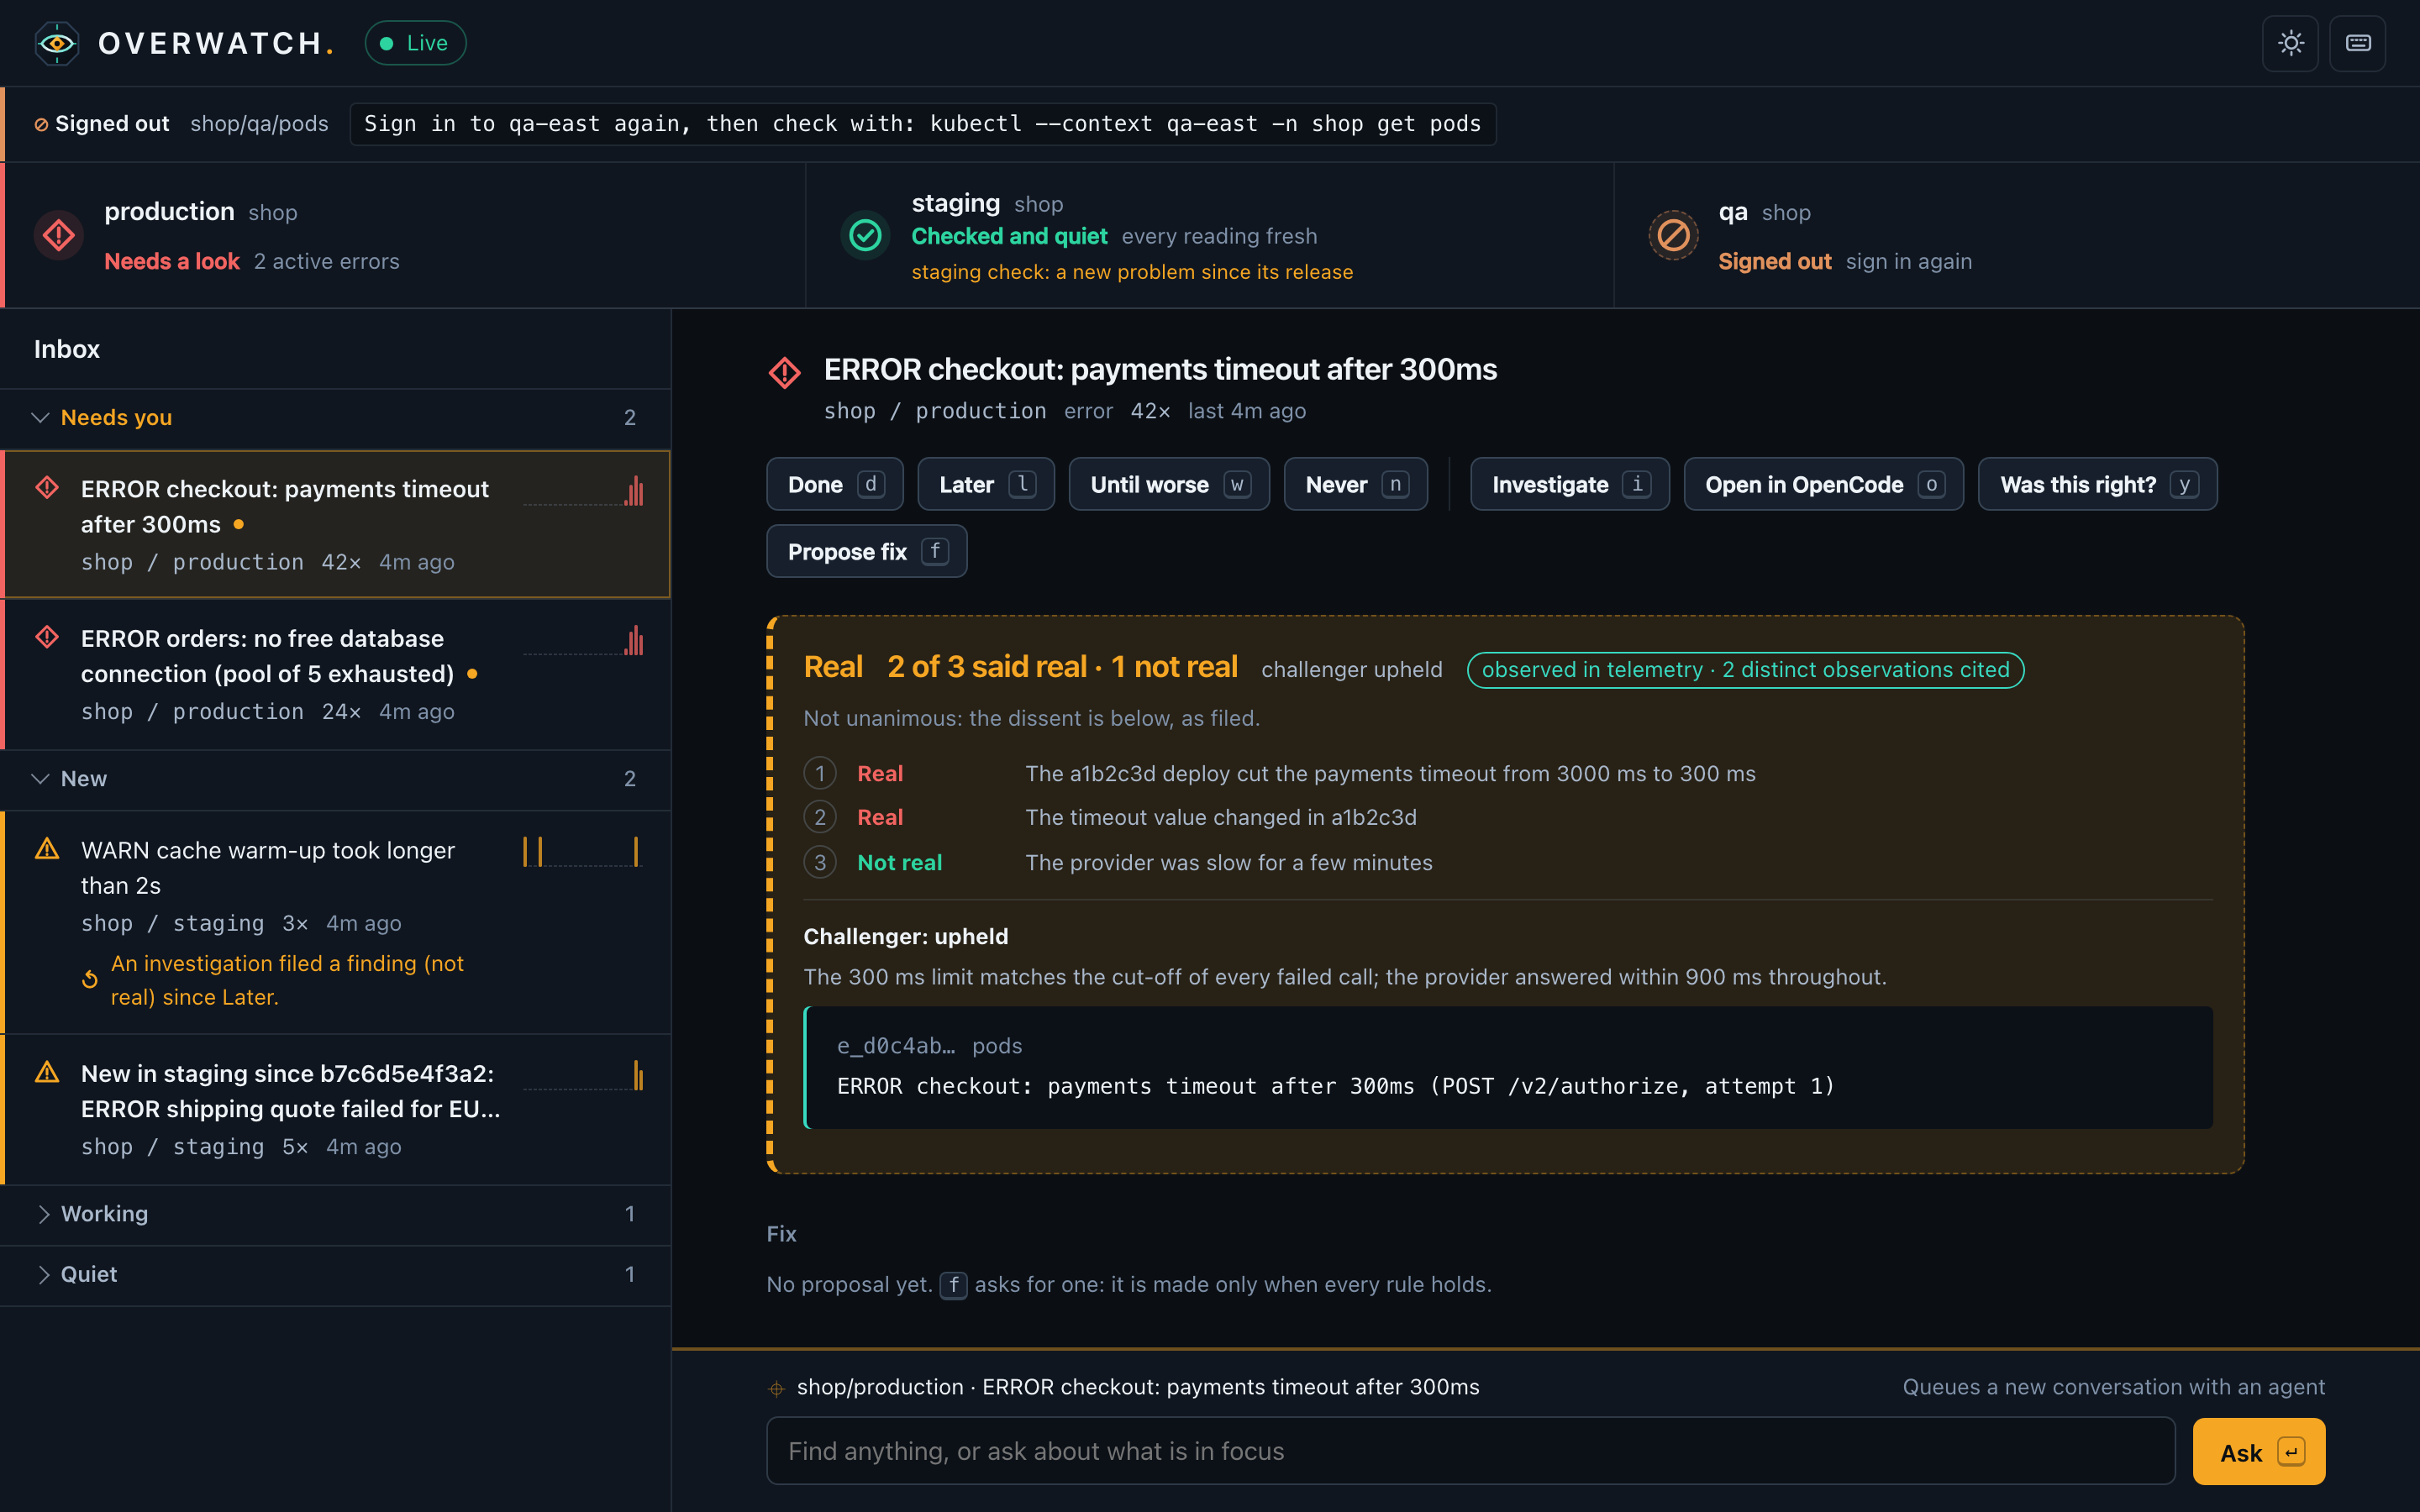 OVERWATCH.
Live
Signed out shop/qa/pods Sign in to qa-east again, then check with: kubectl --context qa-east -n shop get pods
production shop
Needs a look 2 active errors
staging shop
Checked and quiet every reading fresh
staging check: a new problem since its release
qa shop
Signed out sign in again
Inbox
Needs you 2
ERROR checkout: payments timeout
after 300ms
shop / production 42× 4m ago
ERROR orders: no free database
connection (pool of 5 exhausted)
shop / production 24× 4m ago
New 2
WARN cache warm-up took longer
than 2s
shop / staging 3× 4m ago
An investigation filed a finding (not
real) since Later.
New in staging since b7c6d5e4f3a2:
ERROR shipping quote failed for EU...
shop / staging 5× 4m ago
Working 1
Quiet 1
ERROR checkout: payments timeout after 300ms
shop / production error 42× last 4m ago
Done d Later l Until worse w Never n Investigate i Open in OpenCode o Was this right? y
Propose fix f
Real 2 of 3 said real · 1 not real challenger upheld observed in telemetry · 2 distinct observations cited
Not unanimous: the dissent is below, as filed.
1 Real The a1b2c3d deploy cut the payments timeout from 3000 ms to 300 ms
2 Real The timeout value changed in a1b2c3d
3 Not real The provider was slow for a few minutes
Challenger: upheld
The 300 ms limit matches the cut-off of every failed call; the provider answered within 900 ms throughout.
e_d0c4ab… pods
ERROR checkout: payments timeout after 300ms (POST /v2/authorize, attempt 1)
Fix
No proposal yet. f asks for one: it is made only when every rule holds.
shop/production · ERROR checkout: payments timeout after 300ms
Queues a new conversation with an agent
Find anything, or ask about what is in focus
Ask ↵